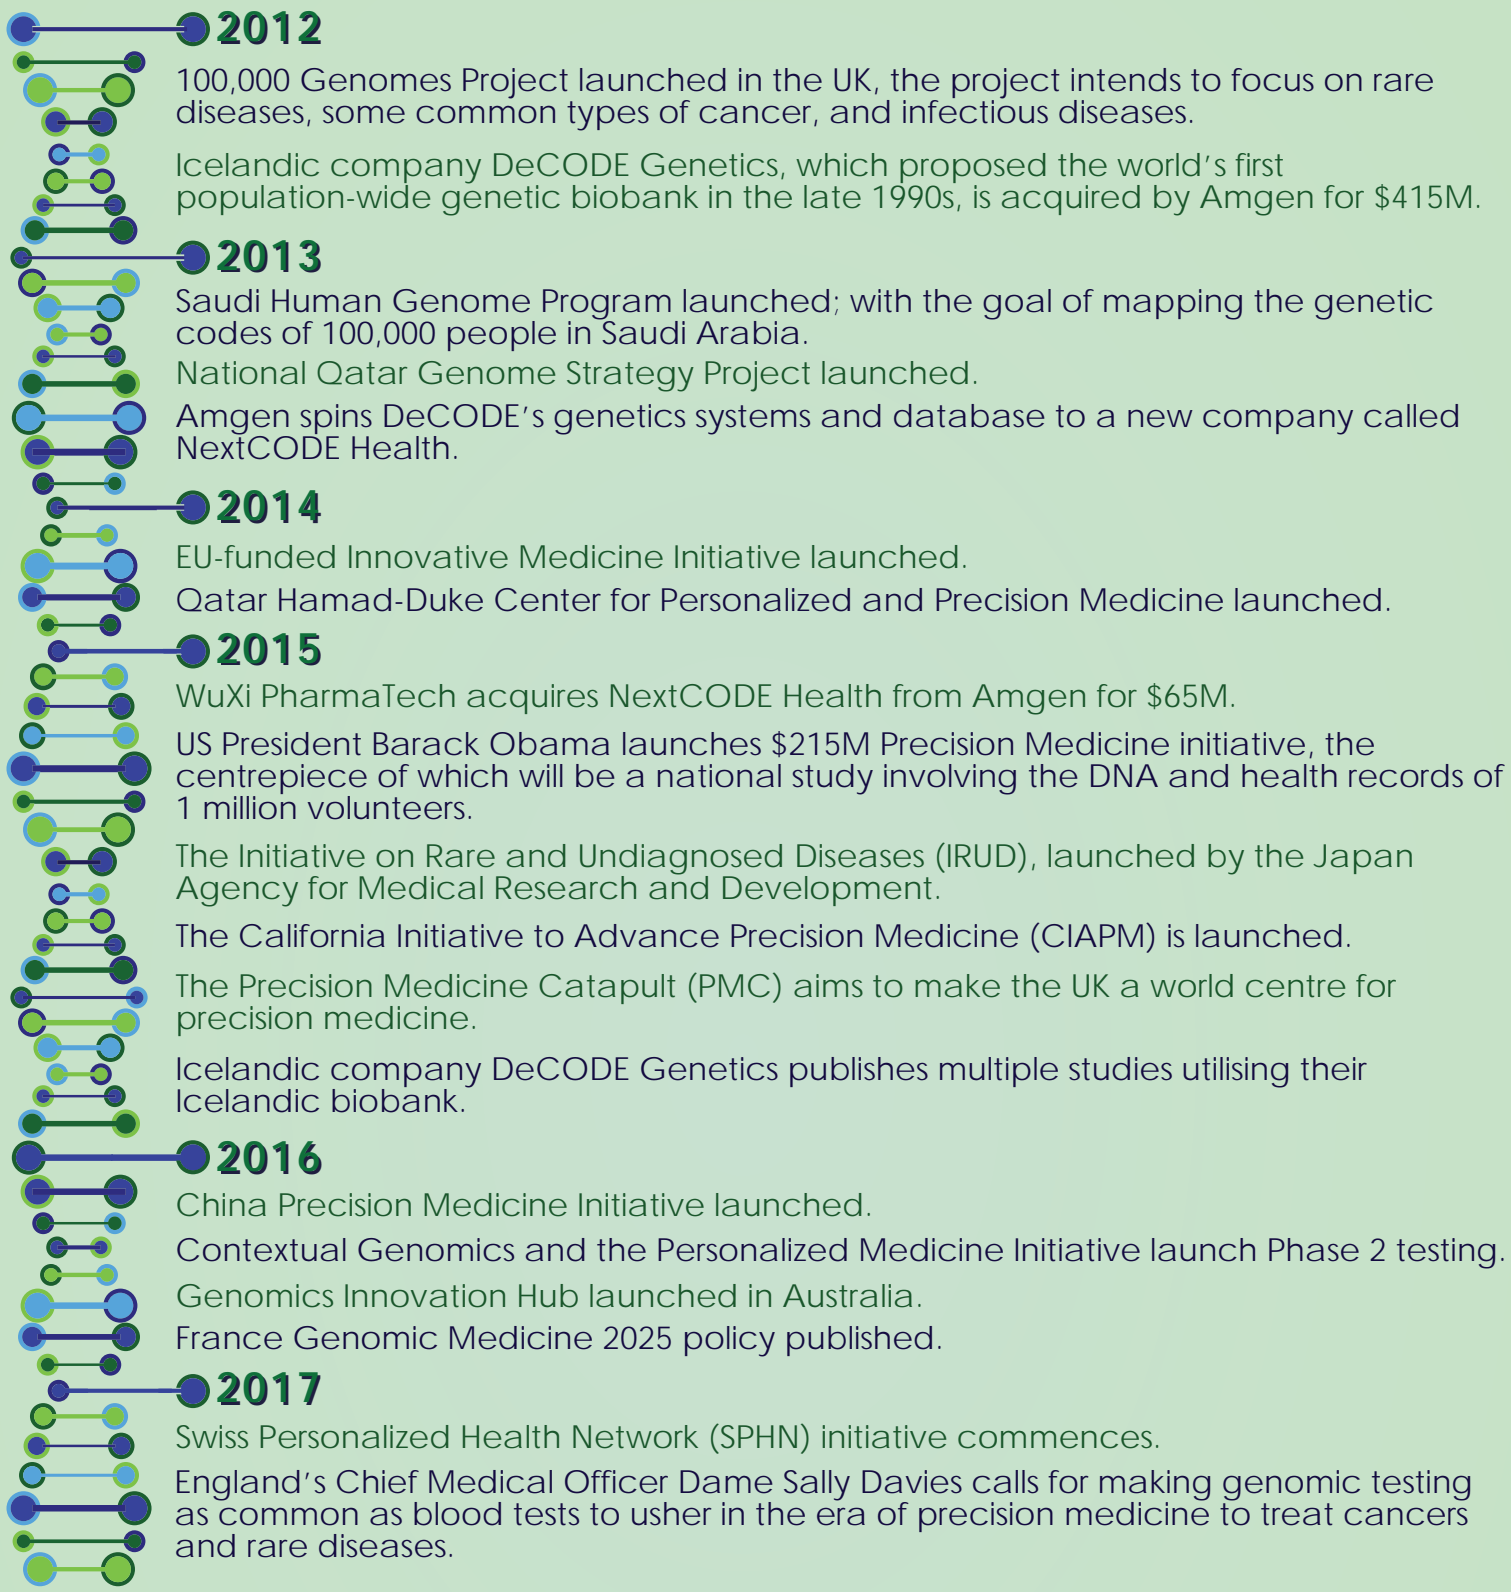 2012
100,000 Genomes Project launched in the UK, the project intends to focus on rare
diseases, some common types of cancer, and infectious diseases.
Icelandic company DeCODE Genetics, which proposed the world's first
population-wide genetic biobank in the late 1990s, is acquired by Amgen for $415M.
2013
Saudi Human Genome Program launched; with the goal of mapping the genetic
codes of 100,000 people in Saudi Arabia.
National Qatar Genome Strategy Project launched.
Amgen spins DeCODE's genetics systems and database to a new company called
NextCODE Health.
2014
EU-funded Innovative Medicine Initiative launched.
Qatar Hamad-Duke Center for Personalized and Precision Medicine launched.
2015
WuXi PharmaTech acquires NextCODE Health from Amgen for $65M.
US President Barack Obama launches $215M Precision Medicine initiative, the
centrepiece of which will be a national study involving the DNA and health records of
1 million volunteers.
The Initiative on Rare and Undiagnosed Diseases (IRUD), launched by the Japan
Agency for Medical Research and Development.
The California Initiative to Advance Precision Medicine (CIAPM) is launched.
The Precision Medicine Catapult (PMC) aims to make the UK a world centre for
precision medicine.
Icelandic company DeCODE Genetics publishes multiple studies utilising their
Icelandic biobank.
2016
China Precision Medicine Initiative launched.
Contextual Genomics and the Personalized Medicine Initiative launch Phase 2 testing.
Genomics Innovation Hub launched in Australia.
France Genomic Medicine 2025 policy published.
2017
Swiss Personalized Health Network (SPHN) initiative commences.
England's Chief Medical Officer Dame Sally Davies calls for making genomic testing
as common as blood tests to usher in the era of precision medicine to treat cancers
and rare diseases.